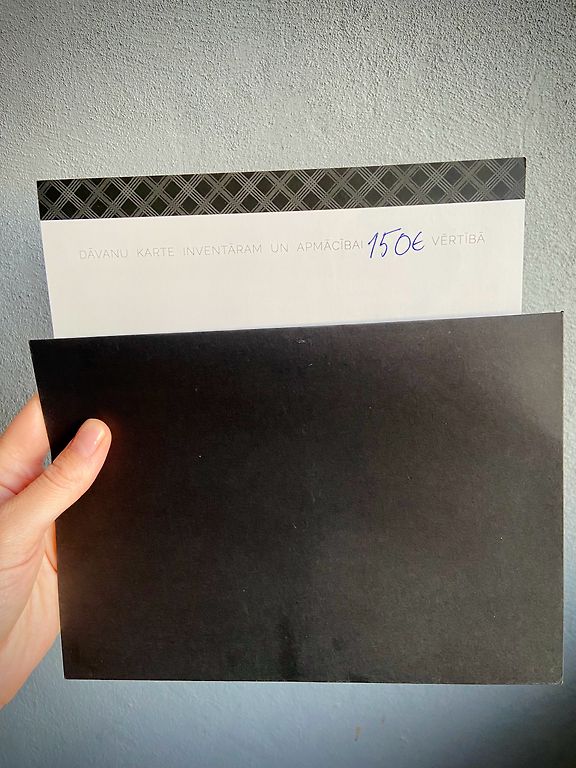 DĀVANU KARTE INVENTĀRAM UN APMĀCĪBAI 150€ VĒRTĪBĀ